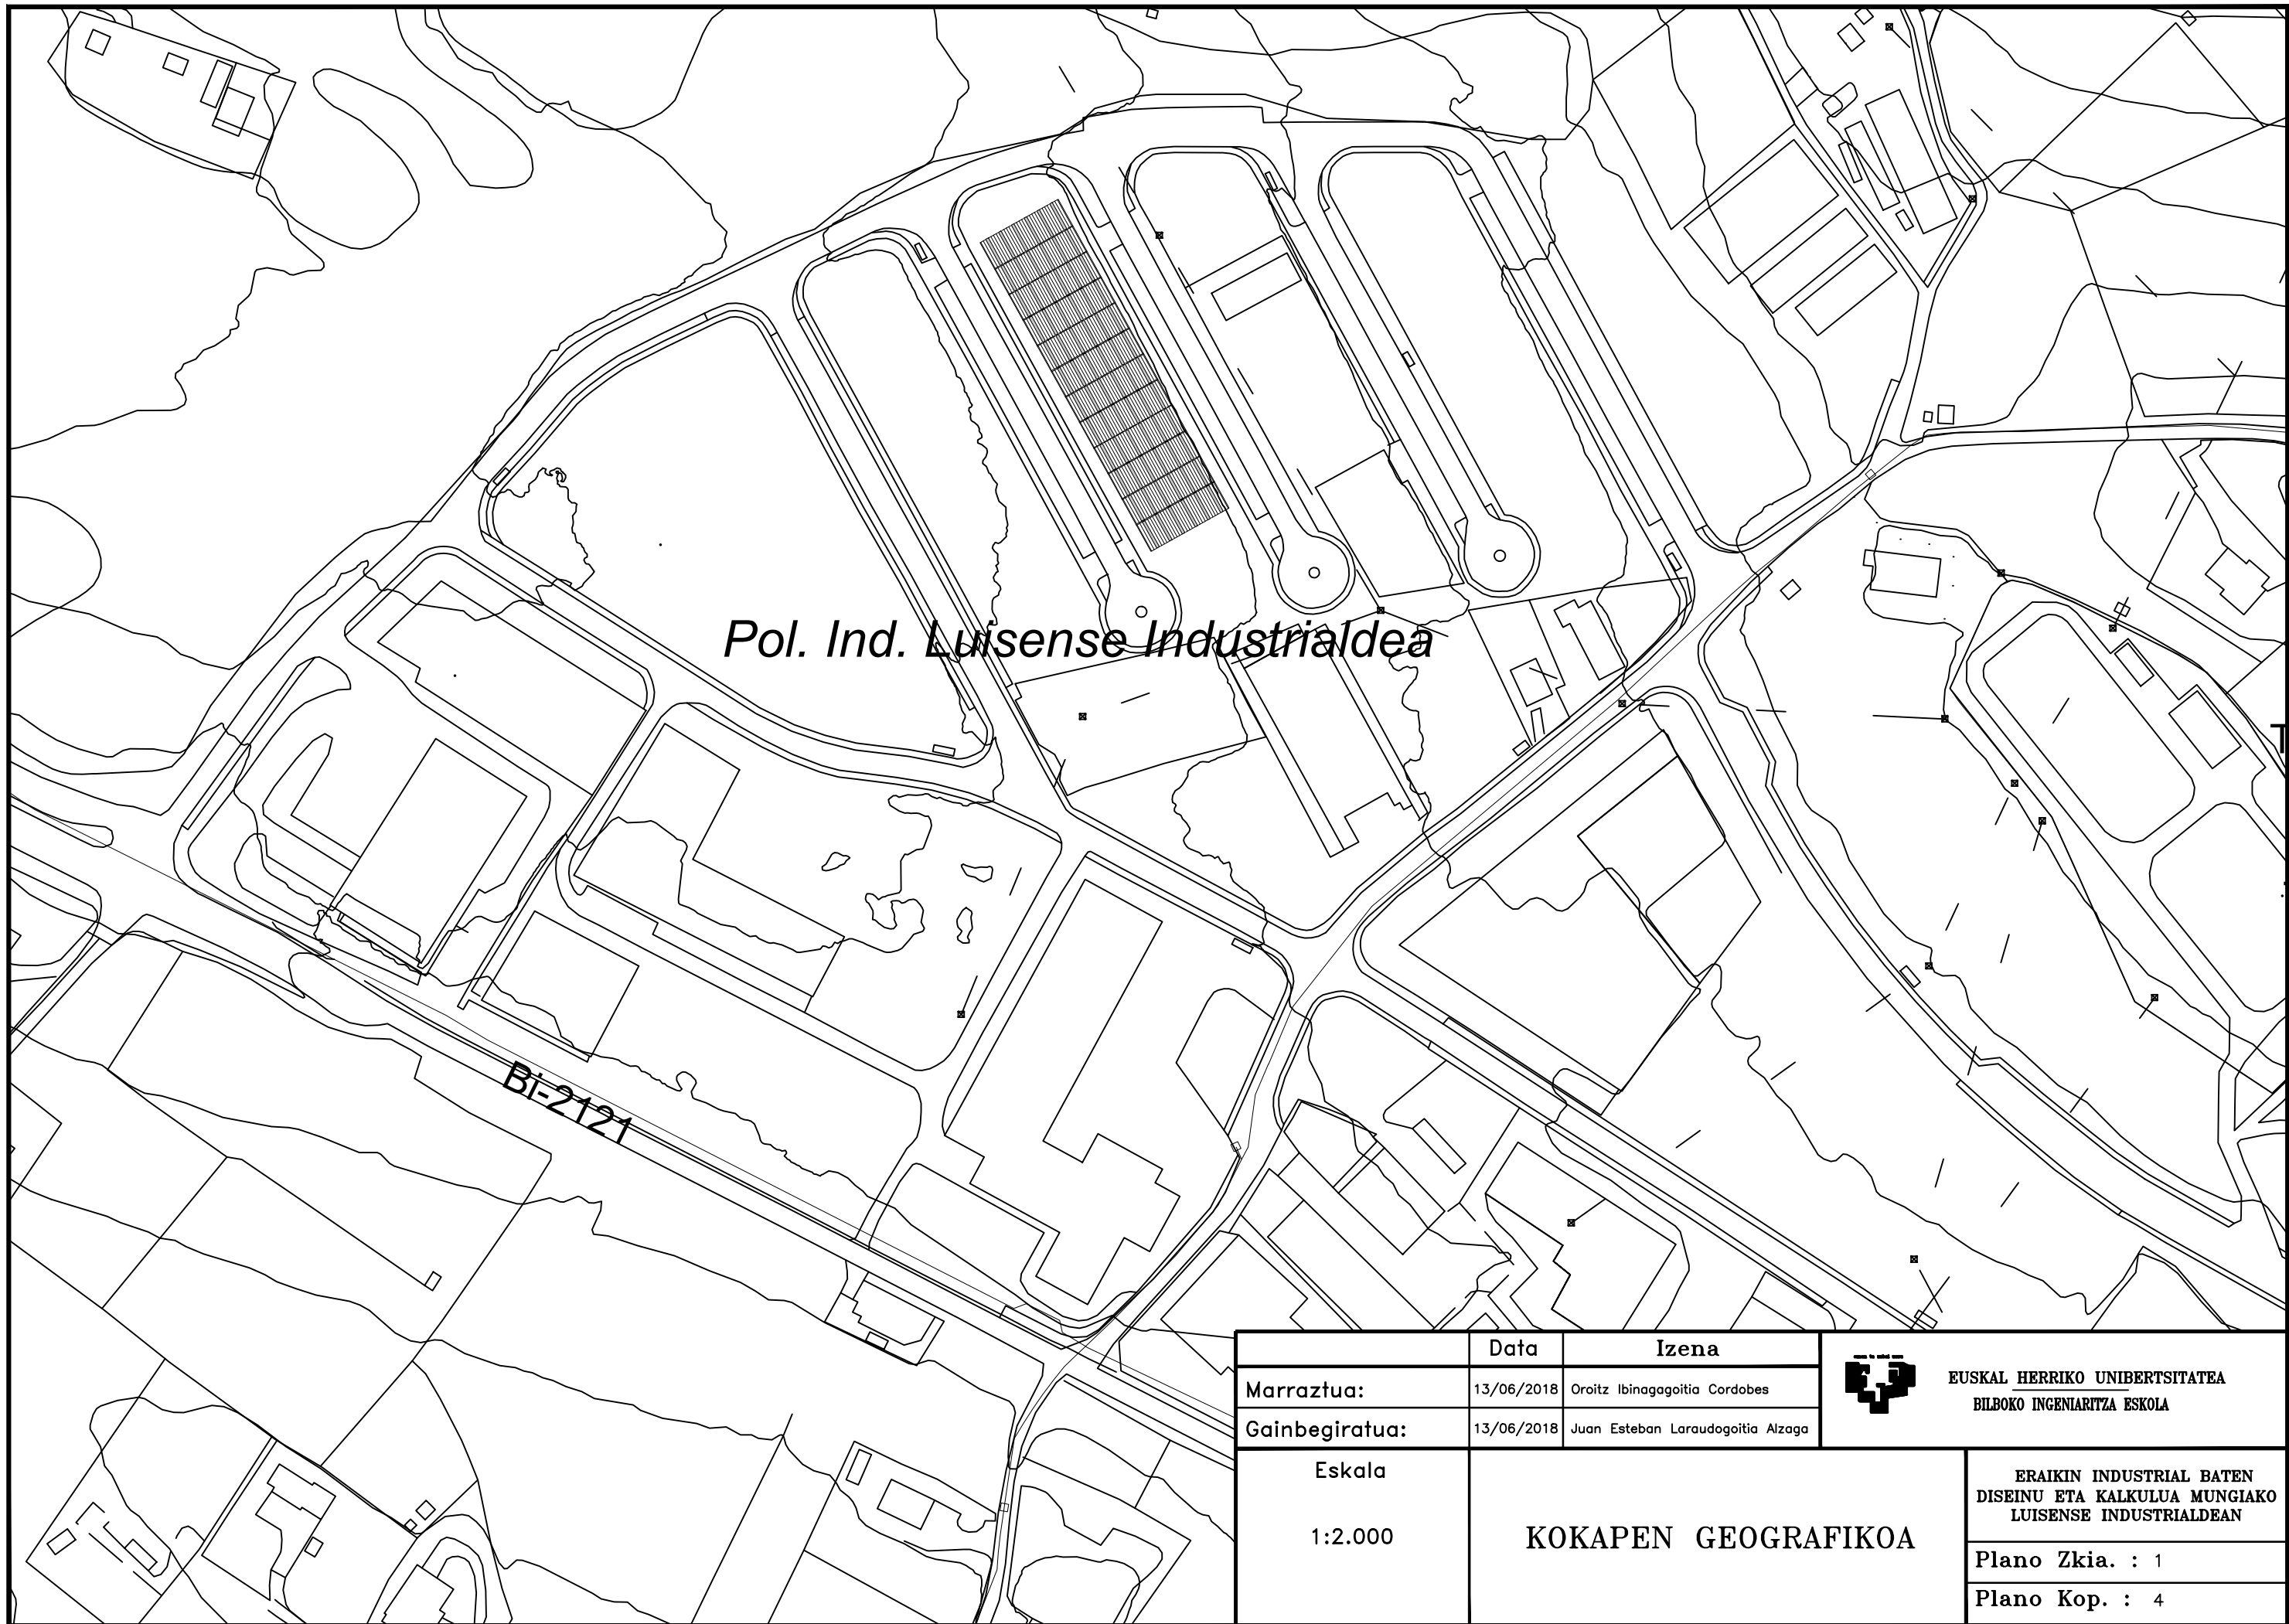 Pol. Ind. Luisense Industrialdea
T
Bi-2121
Data Izena
Marraztua: 13/06/2018 Oroitz Ibinagagoitia Cordobes
Gainbegiratua: 13/06/2018 Juan Esteban Laraudogoitia Alzaga
EUSKAL HERRIKO UNIBERTSITATEA
BILBOKO INGENIARITZA ESKOLA
Eskala
1:2.000
KOKAPEN GEOGRAFIKOA
ERAIKIN INDUSTRIAL BATEN
DISEINU ETA KALKULUA MUNGIAKO
LUISENSE INDUSTRIALDEAN
Plano Zkia. : 1
Plano Kop. : 4